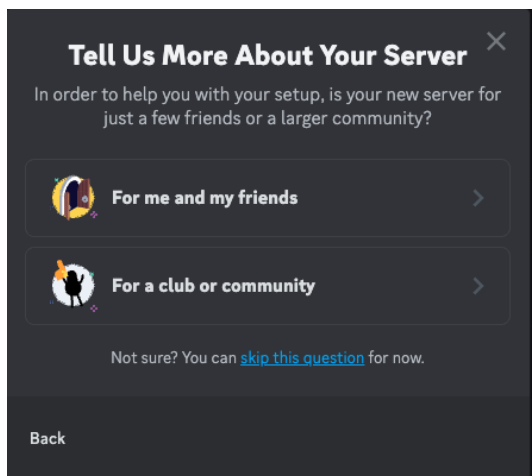 Tell Us More About Your Server
In order to help you with your setup, is your new server for
just a few friends or a larger community?
For me and my friends
For a club or community
Not sure? You can skip this question for now.
Back